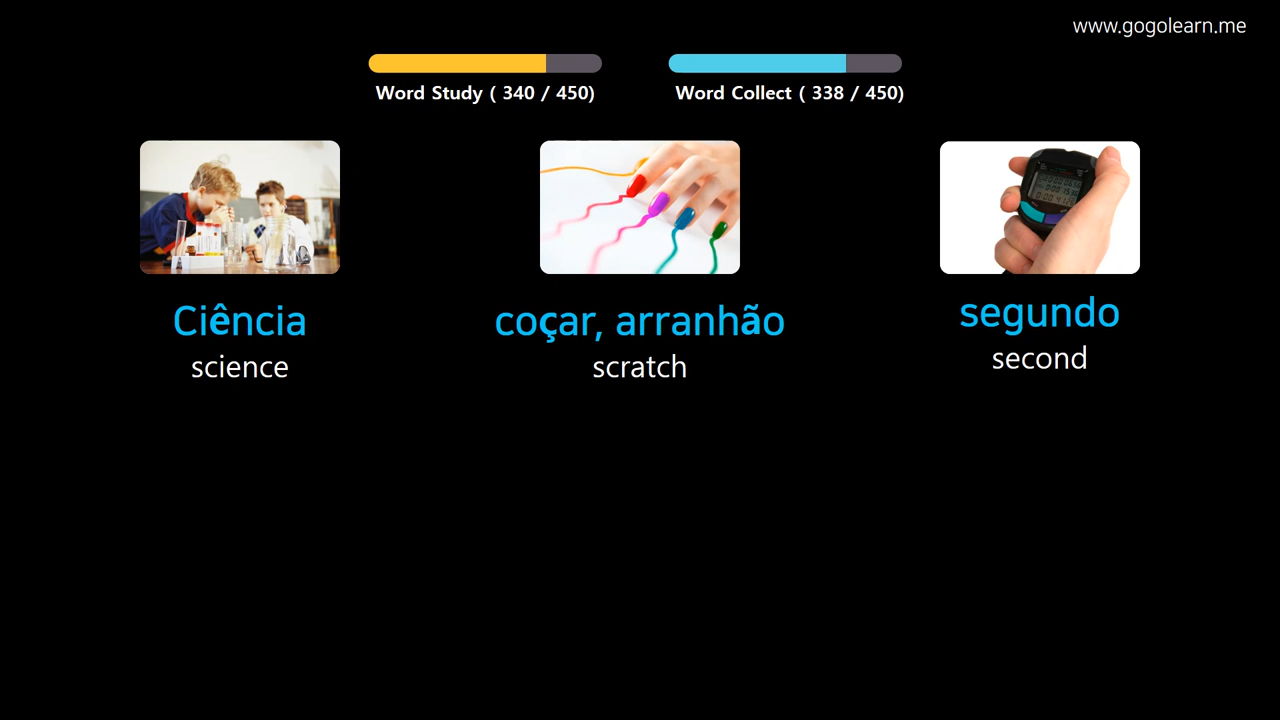 www.gogolearn.me
Word Study ( 340 / 450)
Word Collect ( 338 / 450)
Ciência
science
coçar, arranhão
scratch
segundo
second